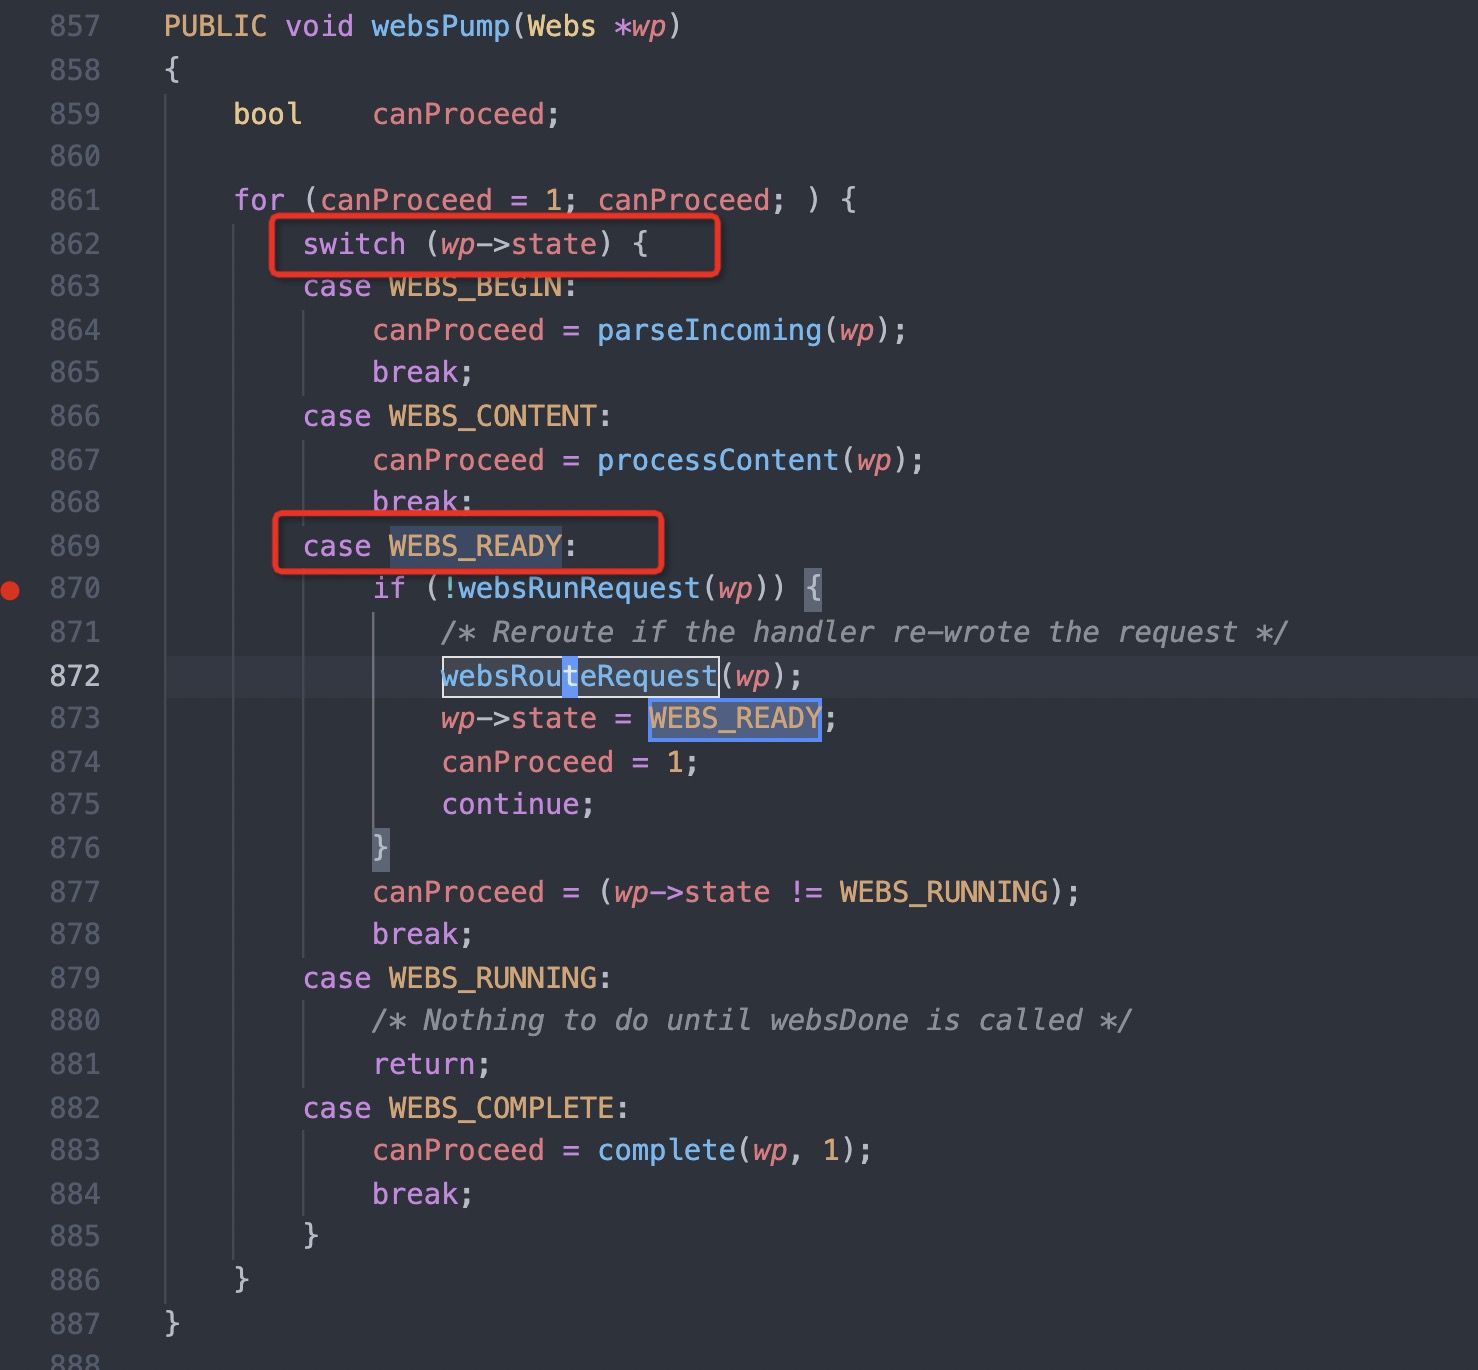 857 PUBLIC void websPump(Webs *wp)
858 {
859     bool    canProceed;
860
861     for (canProceed = 1; canProceed; ) {
862         switch (wp->state) {
863         case WEBS_BEGIN:
864             canProceed = parseIncoming(wp);
865             break;
866         case WEBS_CONTENT:
867             canProceed = processContent(wp);
868             break;
869         case WEBS_READY:
870             if (!websRunRequest(wp)) {
871                 /* Reroute if the handler re-wrote the request */
872                 websRouteRequest(wp);
873                 wp->state = WEBS_READY;
874                 canProceed = 1;
875                 continue;
876             }
877             canProceed = (wp->state != WEBS_RUNNING);
878             break;
879         case WEBS_RUNNING:
880             /* Nothing to do until websDone is called */
881             return;
882         case WEBS_COMPLETE:
883             canProceed = complete(wp, 1);
884             break;
885         }
886     }
887 }
888